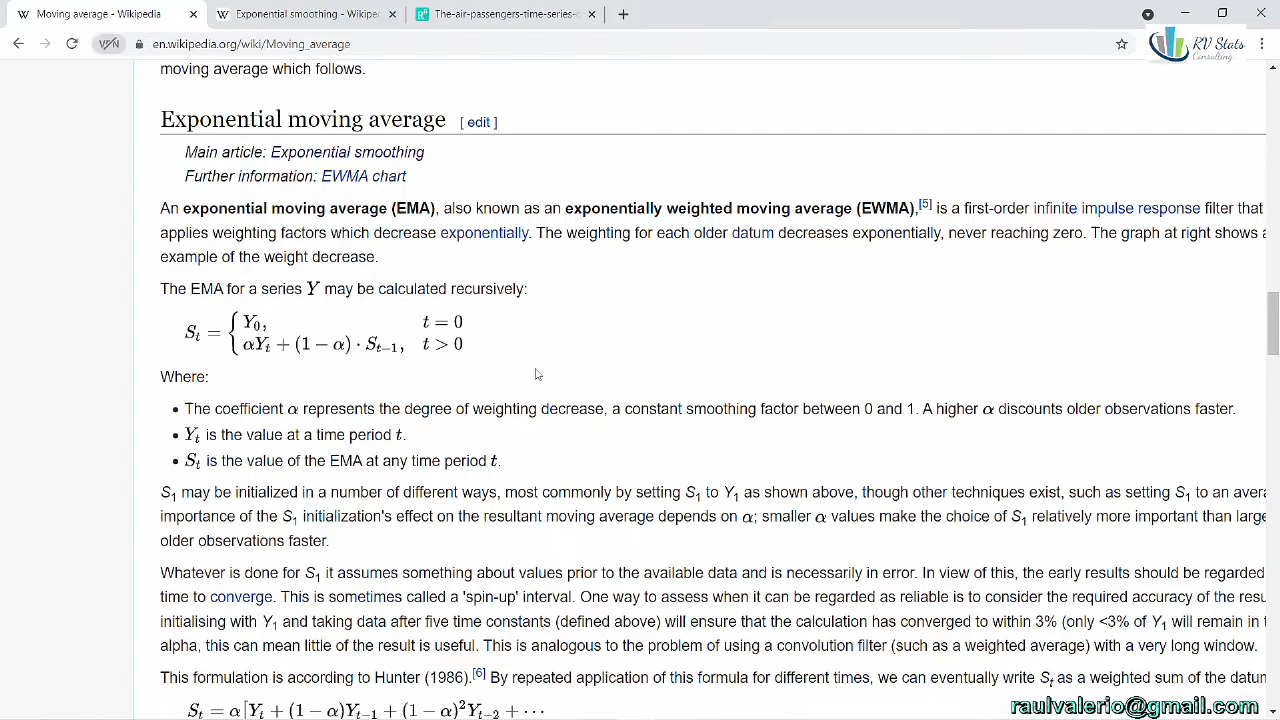 Moving average - Wikipedia
Exponential smoothing - Wikipe
The-air-passengers-time-series-
VPN
en.wikipedia.org/wiki/Moving_average
RV Stats
Consulting
moving average which follows.
Exponential moving average [ edit ]
Main article: Exponential smoothing
Further information: EWMA chart
An exponential moving average (EMA), also known as an exponentially weighted moving average (EWMA),[5] is a first-order infinite impulse response filter that
applies weighting factors which decrease exponentially. The weighting for each older datum decreases exponentially, never reaching zero. The graph at right shows a
example of the weight decrease.
The EMA for a series Y may be calculated recursively:
S_t = { Y_0, t = 0
αY_t + (1 − α) · S_{t−1}, t > 0
Where:
• The coefficient α represents the degree of weighting decrease, a constant smoothing factor between 0 and 1. A higher α discounts older observations faster.
• Y_t is the value at a time period t.
• S_t is the value of the EMA at any time period t.
S_1 may be initialized in a number of different ways, most commonly by setting S_1 to Y_1 as shown above, though other techniques exist, such as setting S_1 to an avera
importance of the S_1 initialization's effect on the resultant moving average depends on α; smaller α values make the choice of S_1 relatively more important than large
older observations faster.
Whatever is done for S_1 it assumes something about values prior to the available data and is necessarily in error. In view of this, the early results should be regarded
time to converge. This is sometimes called a 'spin-up' interval. One way to assess when it can be regarded as reliable is to consider the required accuracy of the resu
initialising with Y_1 and taking data after five time constants (defined above) will ensure that the calculation has converged to within 3% (only <3% of Y_1 will remain in t
alpha, this can mean little of the result is useful. This is analogous to the problem of using a convolution filter (such as a weighted average) with a very long window.
This formulation is according to Hunter (1986).[6] By repeated application of this formula for different times, we can eventually write S_t as a weighted sum of the datum
S_t = α[Y_t + (1 − α)Y_{t−1} + (1 − α)^2 Y_{t−2} + ⋯
raulvalerio@gmail.com